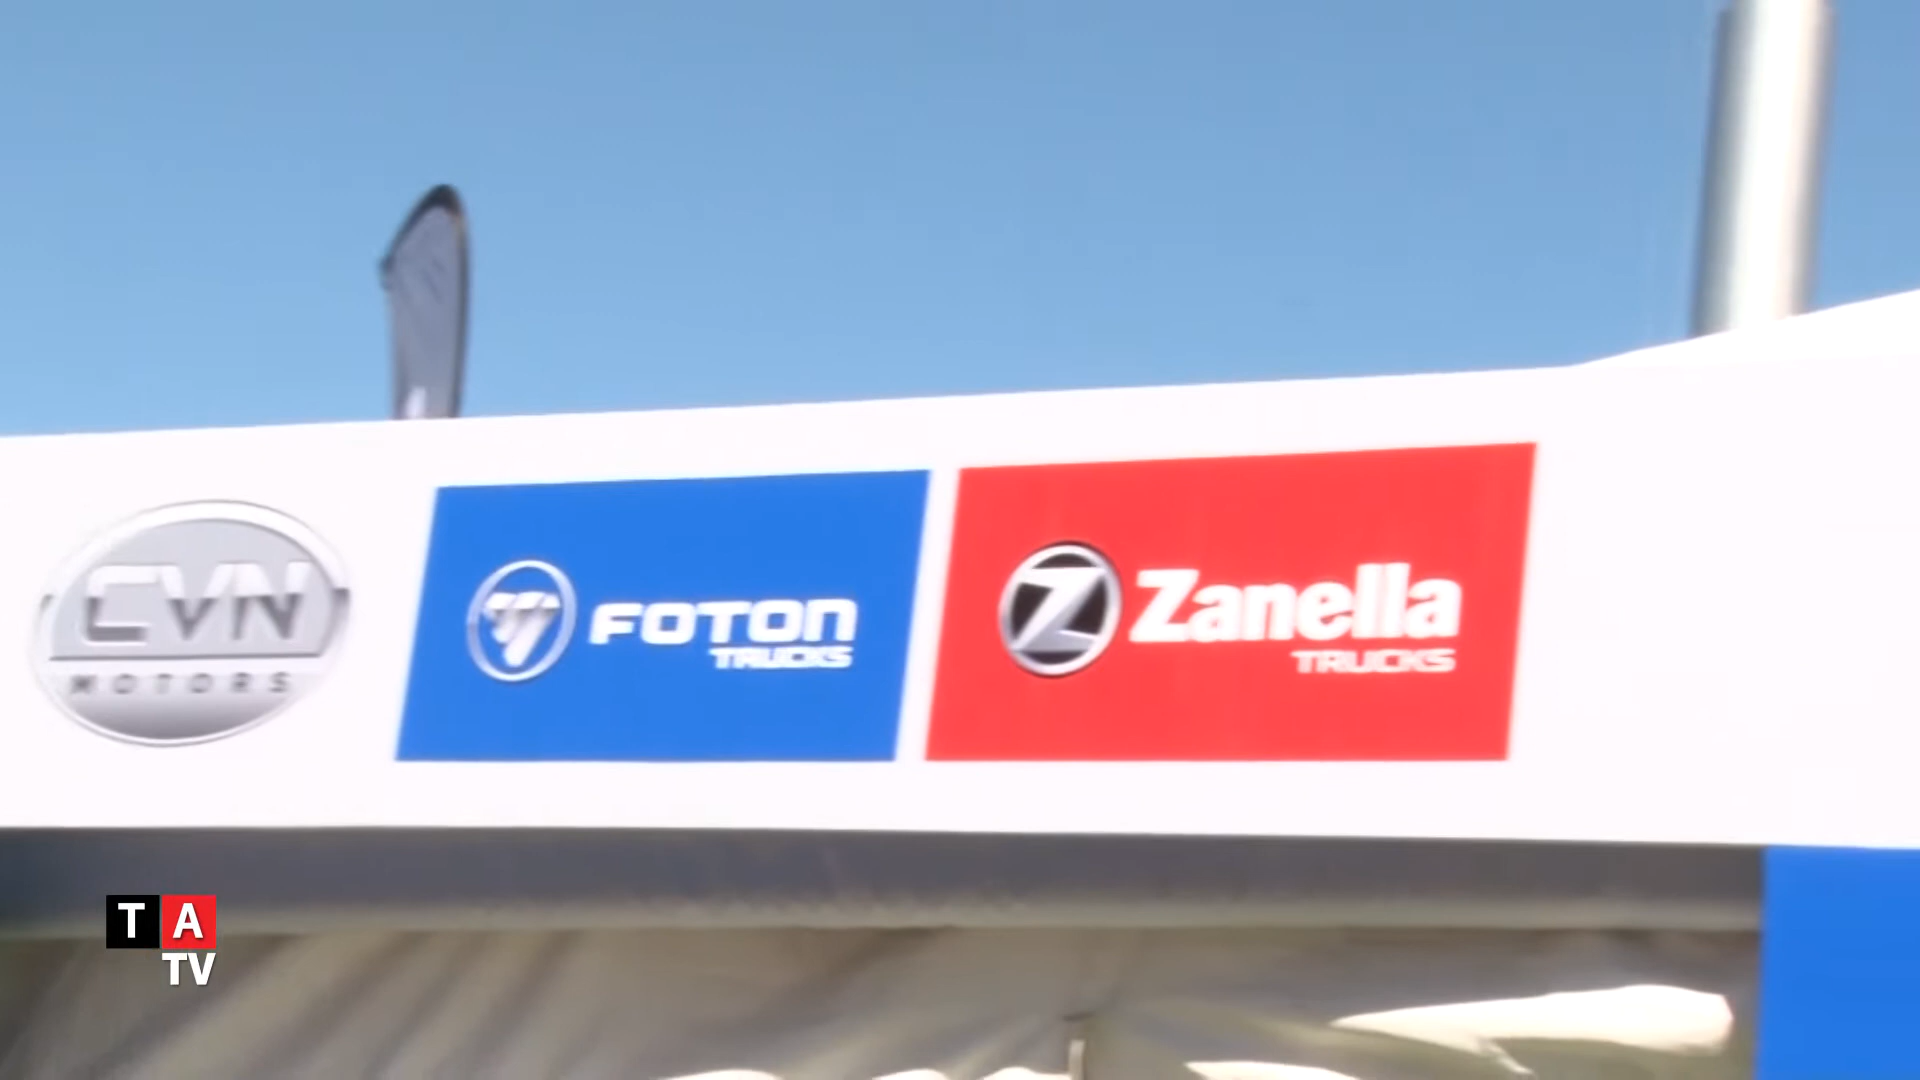 CVN
MOTORS
FOTON
TRUCKS
Zanella
TRUCKS
T A
TV